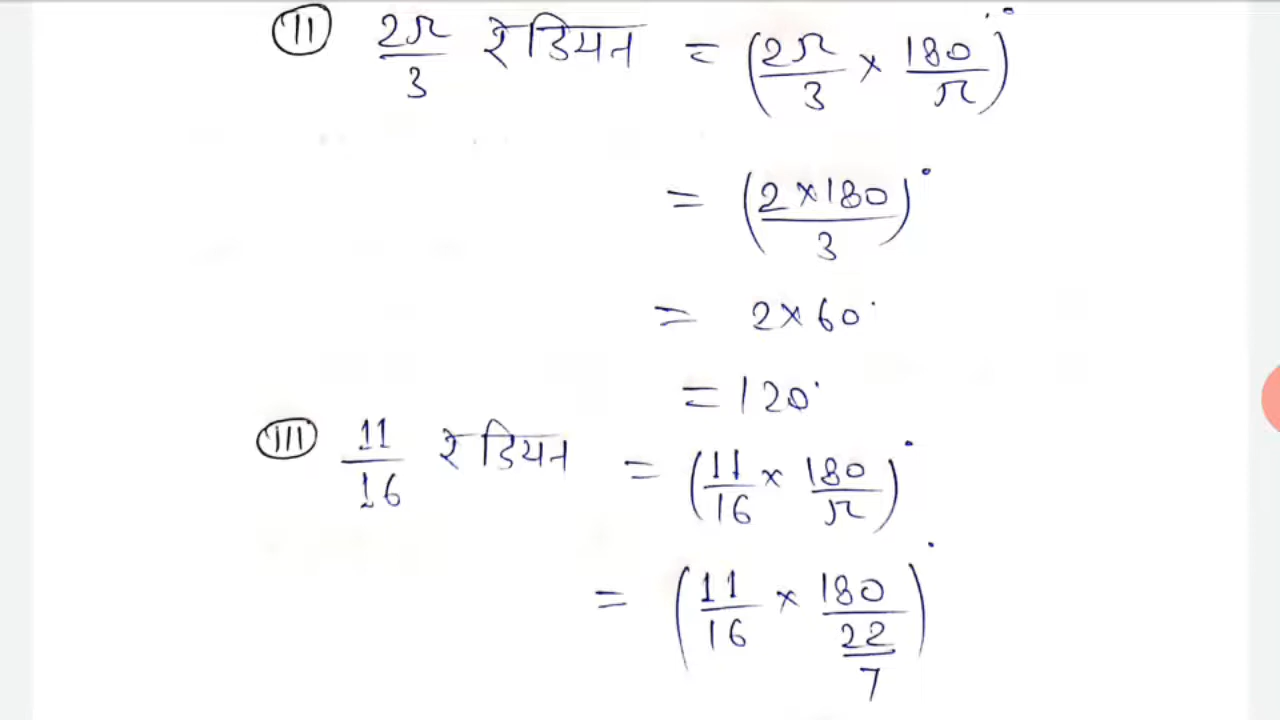 (II) 2π/3 रेडियन = (2π/3 × 180/π)°
= (2×180/3)°
= 2×60°
= 120°
(III) 11/16 रेडियन = (11/16 × 180/π)°
= (11/16 × 180/(22/7))°